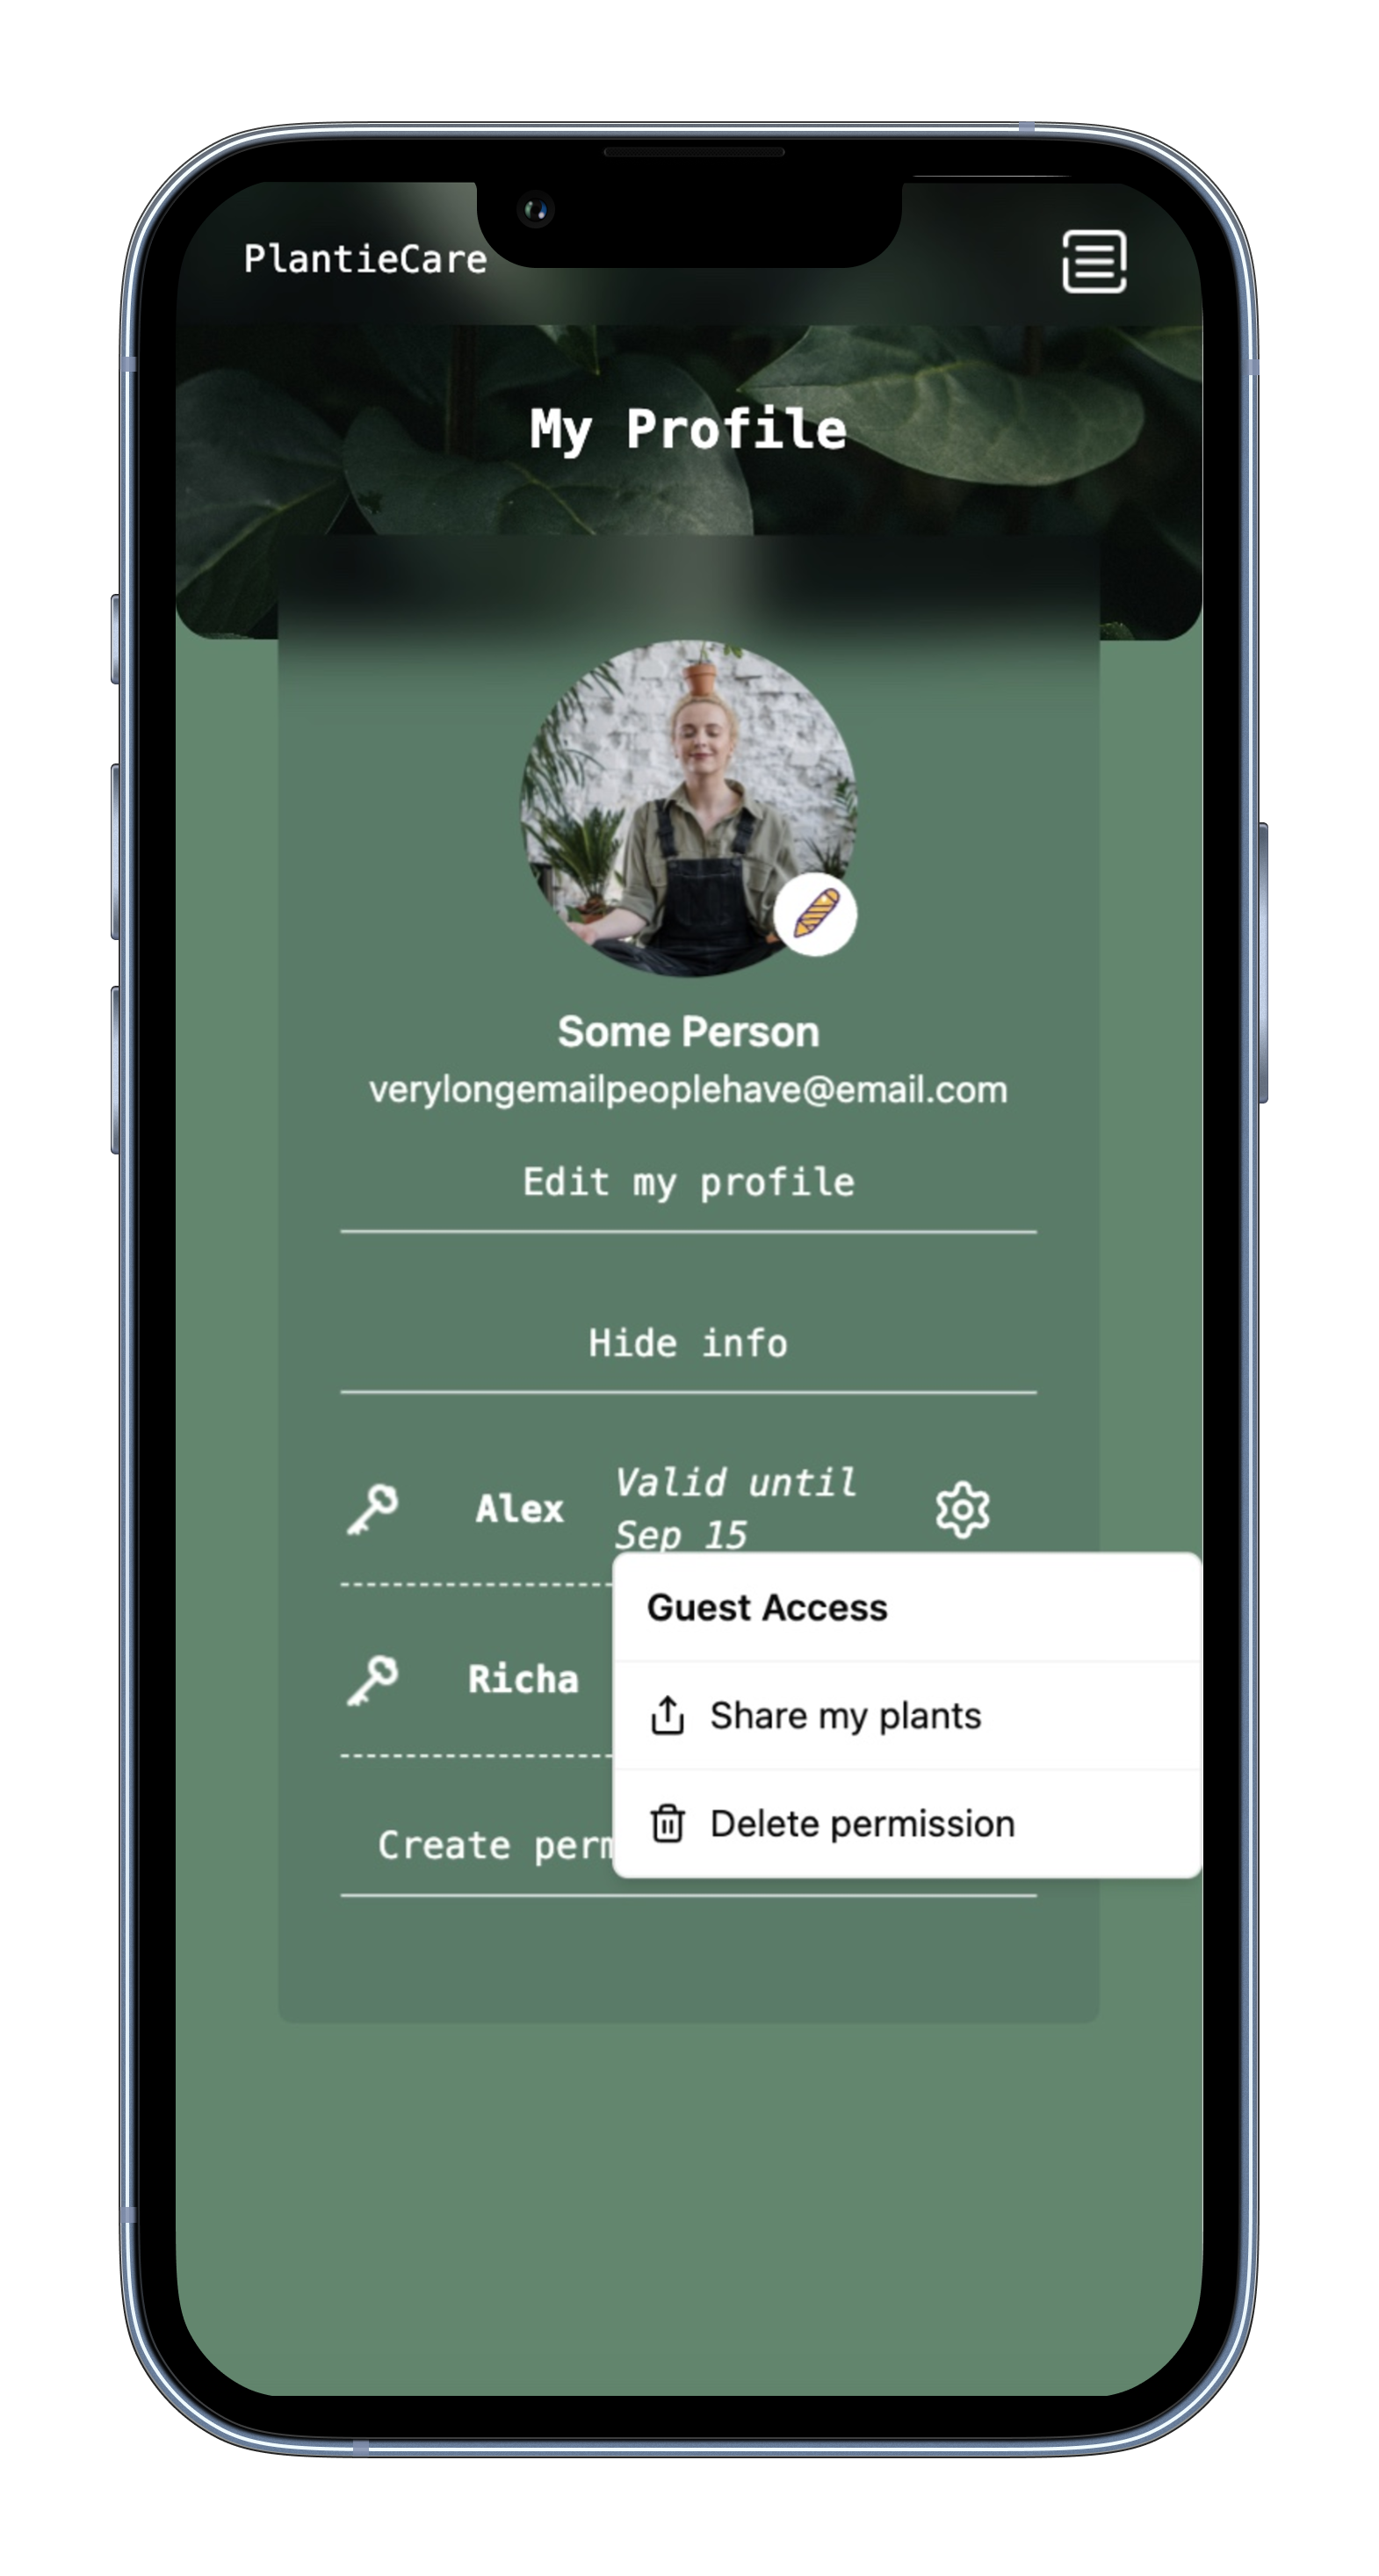 PlantieCare
My Profile
Some Person
verylongemailpeoplehave@email.com
Edit my profile
Hide info
Alex
Valid until
Sep 15
Guest Access
Richa
Share my plants
Delete permission
Create